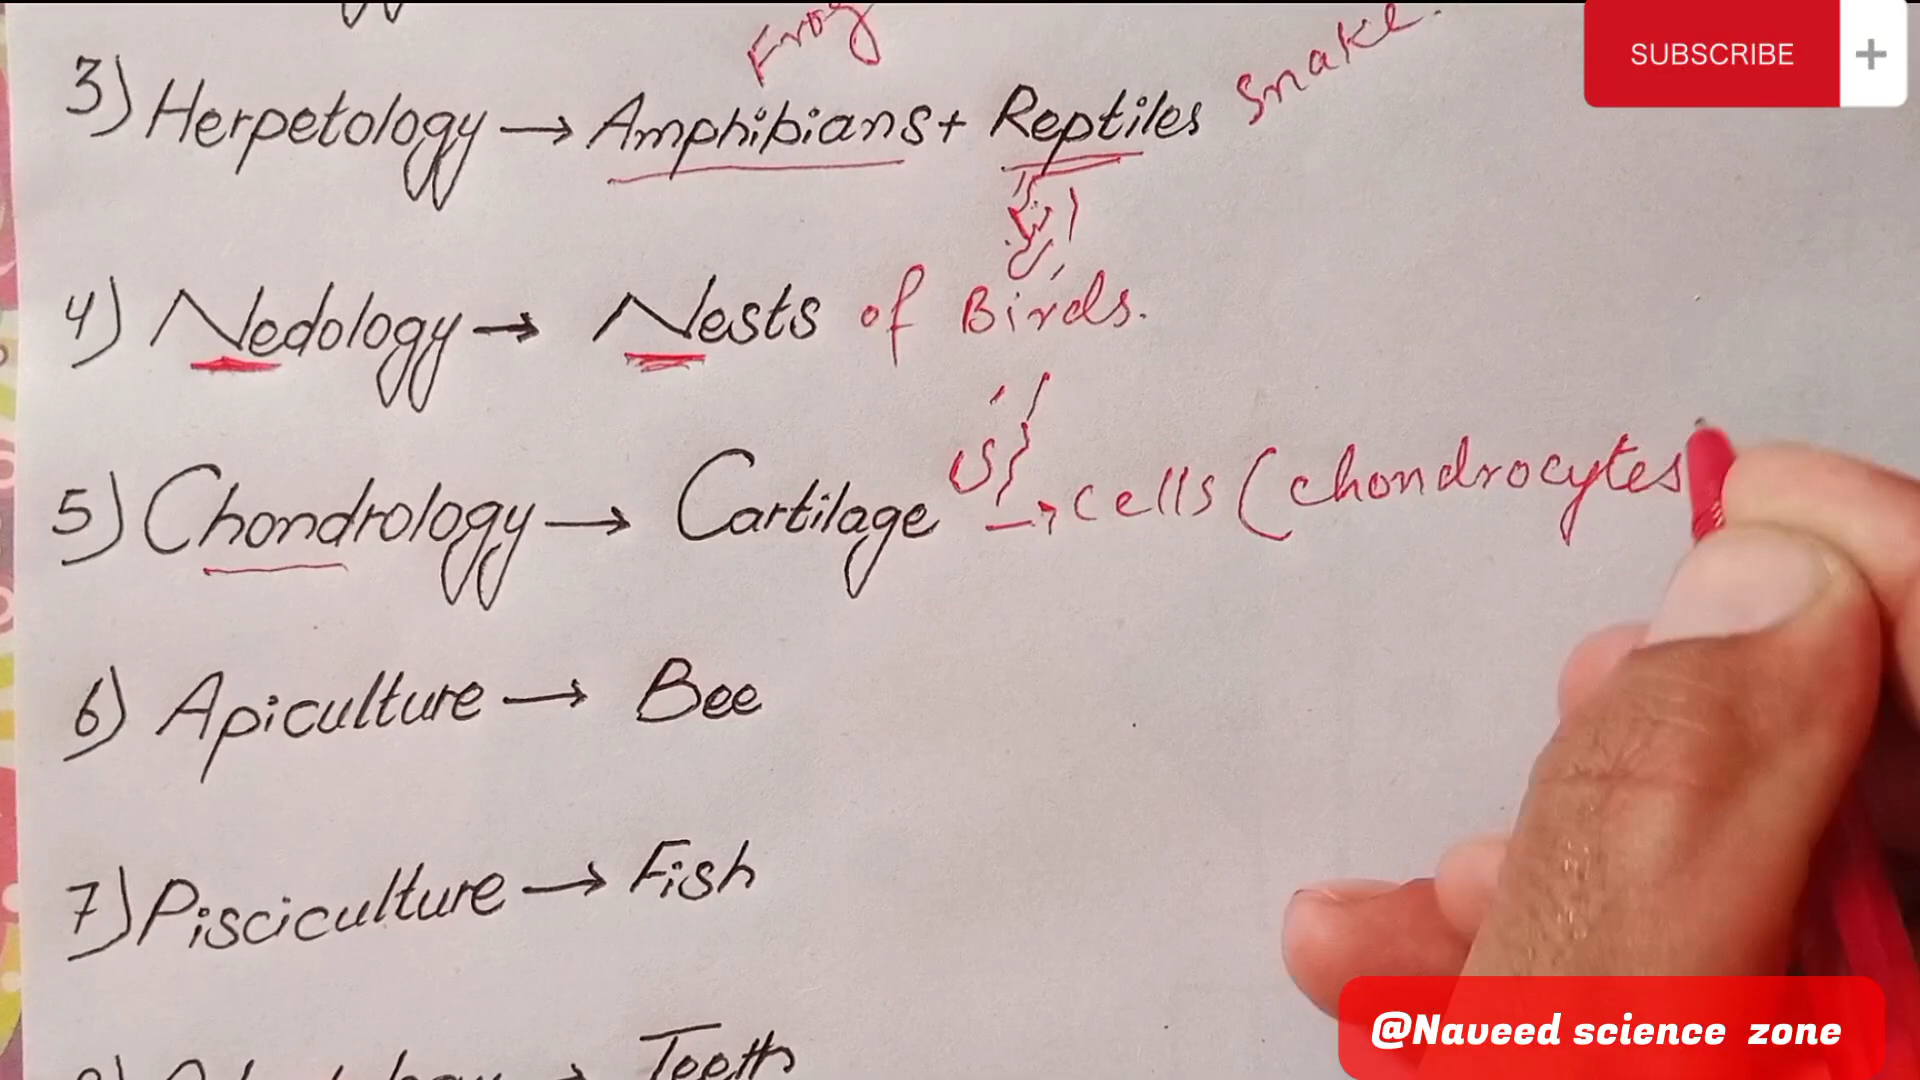 Frog
Snake.
SUBSCRIBE
3) Herpetology → Amphibians + Reptiles
4) Nedology → Nests of Birds.
5) Chondrology → Cartilage → cells (chondrocytes
6) Apiculture → Bee
7) Pisciculture → Fish
→ Teeth
@Naveed science zone